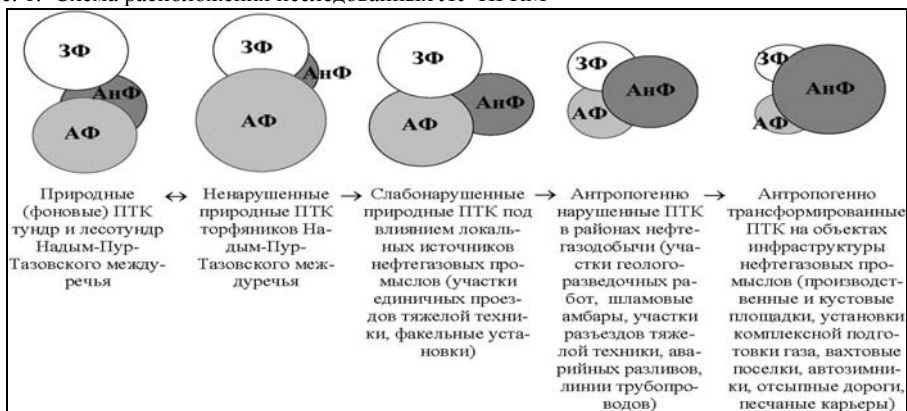 1. Схема расположения исследованных
ЗФ
АнФ
АФ
ЗФ
АнФ
АФ
ЗФ
АнФ
АФ
ЗФ
АнФ
АФ
ЗФ
АнФ
АФ
Природные
(фоновые) ПТК
тундр и лесотундр
Надым-Пур-
Тазовского между-
речья
↔
Ненарушенные
природные ПТК
торфяников На-
дым-Пур-
Тазовского меж-
дуречья
→
Слабонарушенные
природные ПТК под
влиянием локаль-
ных источников
нефтегазовых про-
мыслов (участки
единичных проез-
дов тяжелой техни-
ки, факельные уста-
новки)
→
Антропогенно
нарушенные ПТК
в районах нефте-
газодобычи (уча-
стки геолого-
разведочных ра-
бот, шламовые
амбары, участки
разъездов тяже-
лой техники, ава-
рийных разливов,
линии трубопро-
водов)
→
Антропогенно
трансформированные
ПТК на объектах
инфраструктуры
нефтегазовых про-
мыслов (производст-
венные и кустовые
площадки, установки
комплексной подго-
товки газа, вахтовые
поселки, автозимни-
ки, отсыпные дороги,
песчаные карьеры)